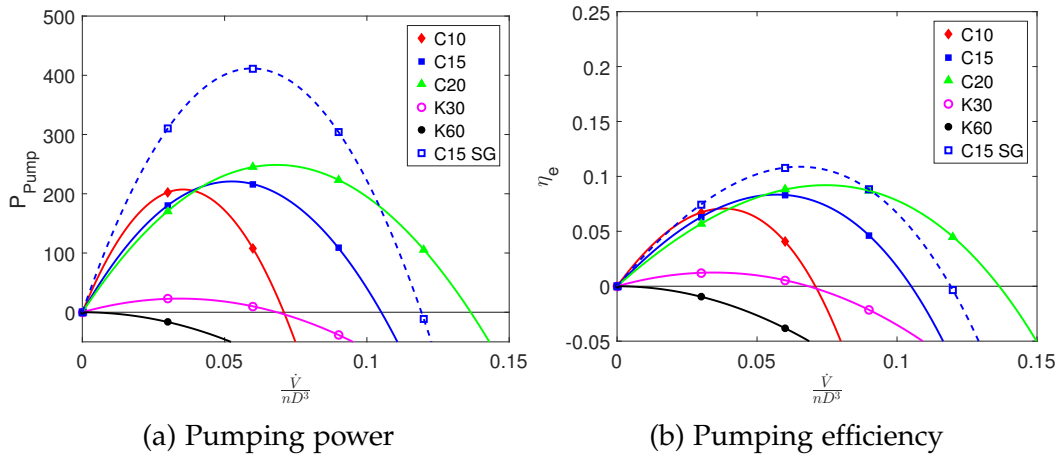 500
400
300
200
100
0
P_Pump
0
0.05
0.1
0.15
V̇
nD³
C10
C15
C20
K30
K60
C15 SG
(a) Pumping power
0.25
0.2
0.15
0.1
0.05
0
-0.05
η_e
0
0.05
0.1
0.15
V̇
nD³
C10
C15
C20
K30
K60
C15 SG
(b) Pumping efficiency